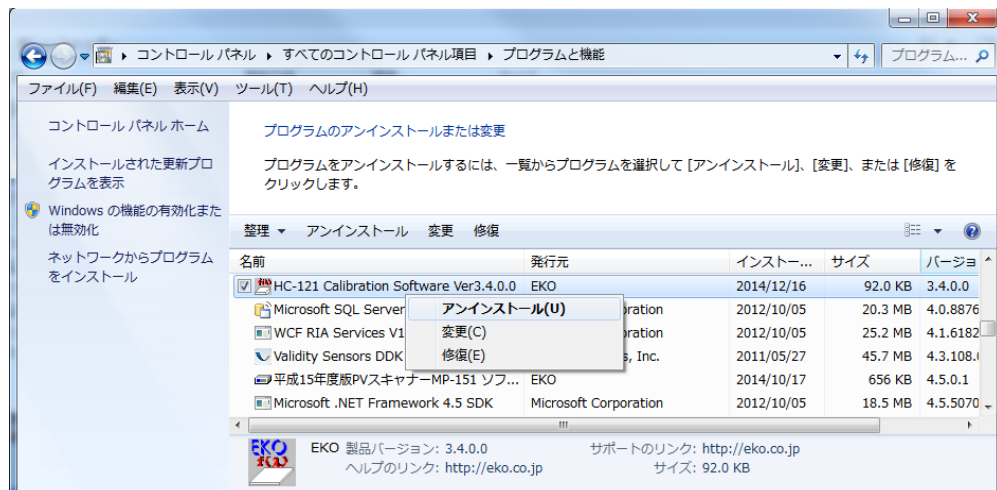 コントロール パネル ▸ すべてのコントロール パネル項目 ▸ プログラムと機能
プログラム...
ファイル(F) 編集(E) 表示(V) ツール(T) ヘルプ(H)
コントロール パネル ホーム
インストールされた更新プロ
グラムを表示
Windows の機能の有効化また
は無効化
ネットワークからプログラム
をインストール
プログラムのアンインストールまたは変更
プログラムをアンインストールするには、一覧からプログラムを選択して [アンインストール]、[変更]、または [修復] を
クリックします。
整理 アンインストール 変更 修復
名前 発行元 インストー... サイズ バージョ
HC-121 Calibration Software Ver3.4.0.0 EKO 2014/12/16 92.0 KB 3.4.0.0
Microsoft SQL Server 2012/10/05 20.3 MB 4.0.8876
WCF RIA Services V1 2012/10/05 25.2 MB 4.1.6182
Validity Sensors DDK , Inc. 2011/05/27 45.7 MB 4.3.108.
平成15年度版PVスキャナーMP-151 ソフ... EKO 2014/10/17 656 KB 4.5.0.1
Microsoft .NET Framework 4.5 SDK Microsoft Corporation 2012/10/05 18.5 MB 4.5.5070
アンインストール(U)
変更(C)
修復(E)
EKO
f(λ)
EKO 製品バージョン: 3.4.0.0 サポートのリンク: http://eko.co.jp
ヘルプのリンク: http://eko.co.jp サイズ: 92.0 KB